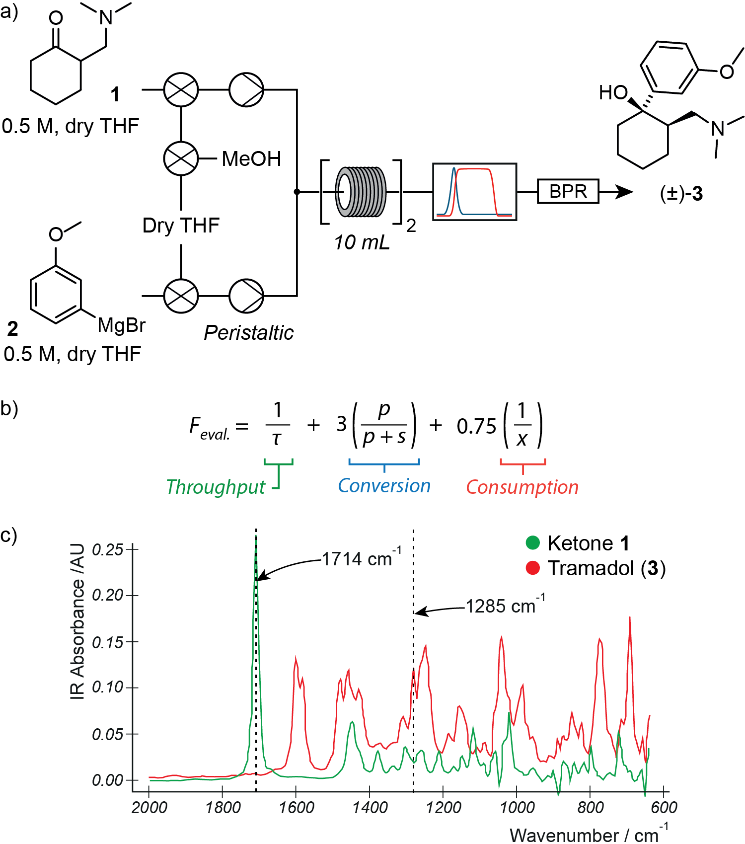 a)
O
N
1
0.5 M, dry THF
MeOH
Dry THF
O
2
MgBr
0.5 M, dry THF
Peristaltic
10 mL
2
BPR
HO
O
N
(±)-3
b)
F eval. = 1/τ + 3 (p/p + s) + 0.75 (1/x)
Throughput
Conversion
Consumption
c)
IR Absorbance /AU
0.25
0.20
0.15
0.10
0.05
0.00
1714 cm⁻¹
1285 cm⁻¹
Ketone 1
Tramadol (3)
2000 1800 1600 1400 1200 1000 800 600
Wavenumber / cm⁻¹